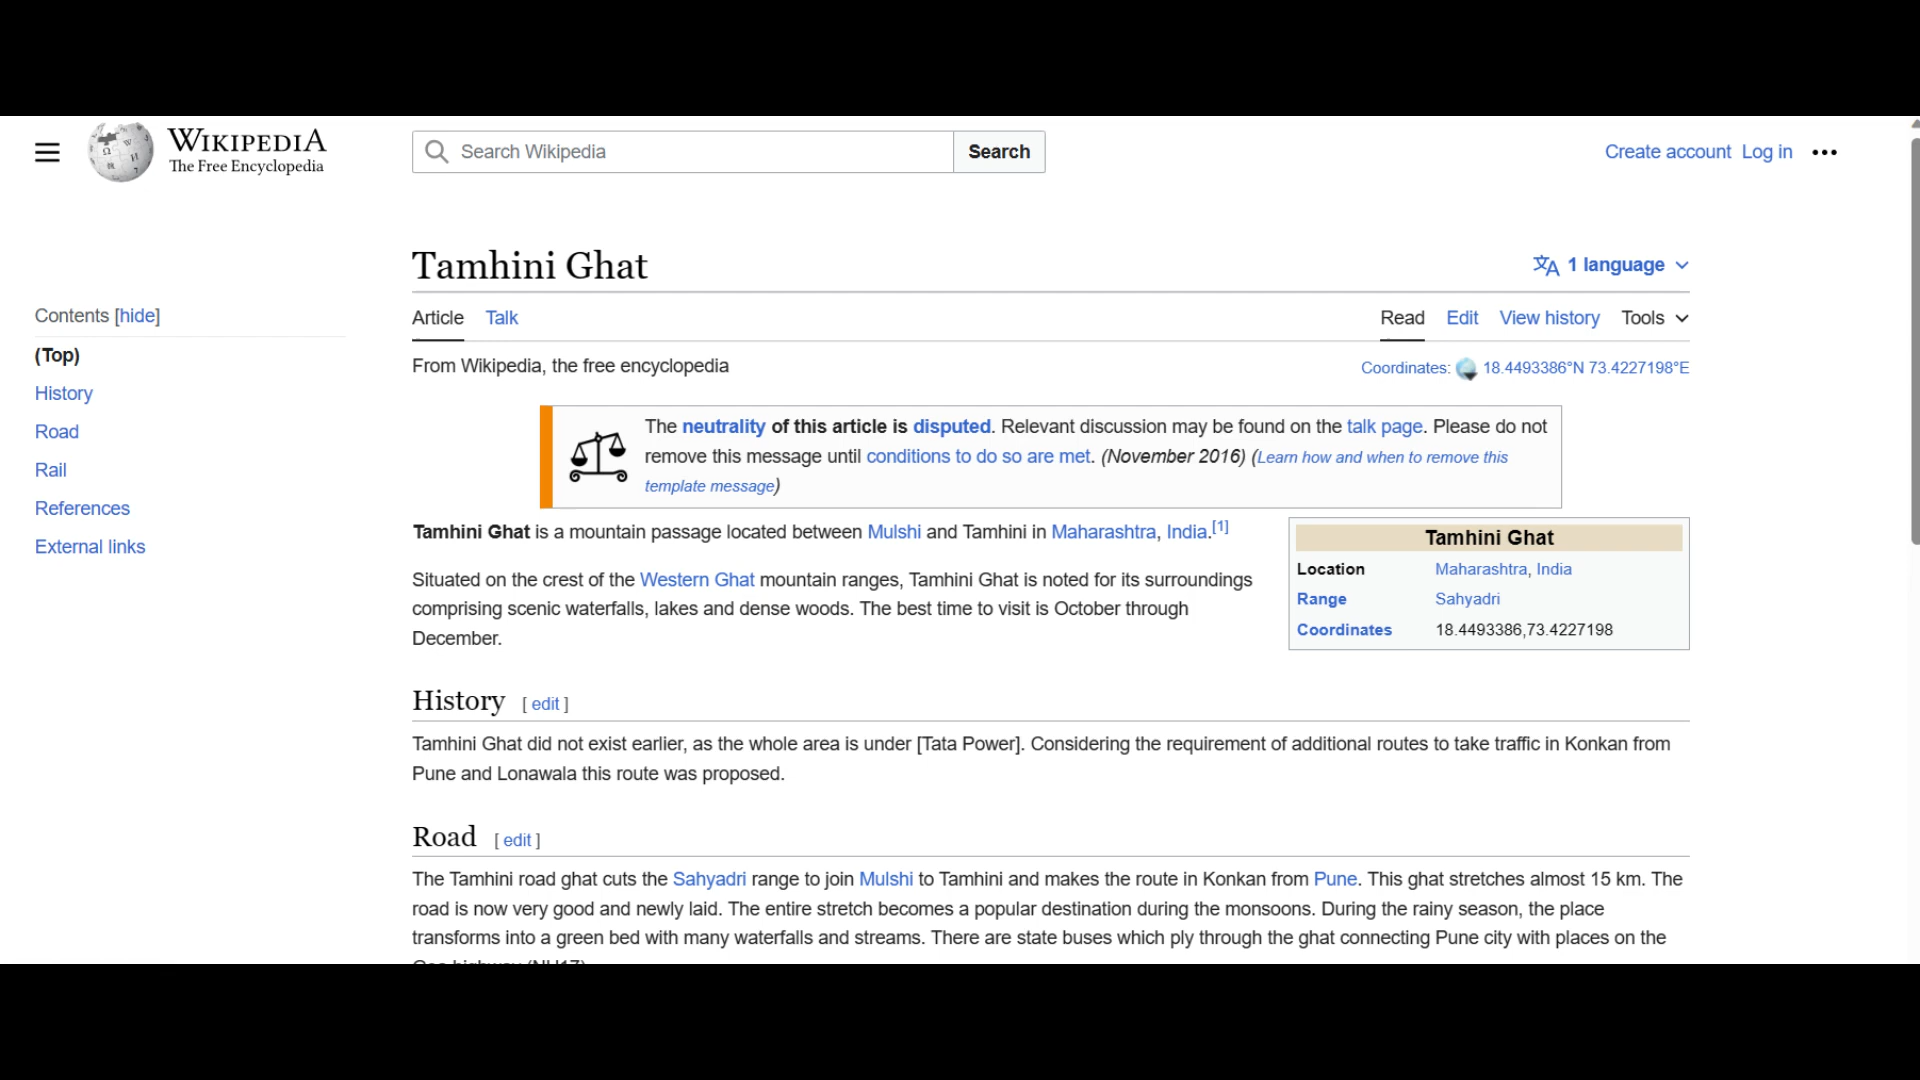 WIKIPEDIA
The Free Encyclopedia
Search Wikipedia
Search
Create account Log in
Tamhini Ghat
1 language
Contents [hide]
(Top)
History
Road
Rail
References
External links
Article Talk
Read Edit View history Tools
From Wikipedia, the free encyclopedia
Coordinates: 18.4493386°N 73.4227198°E
The neutrality of this article is disputed. Relevant discussion may be found on the talk page. Please do not
remove this message until conditions to do so are met. (November 2016) (Learn how and when to remove this
template message)
Tamhini Ghat is a mountain passage located between Mulshi and Tamhini in Maharashtra, India.[1]
Situated on the crest of the Western Ghat mountain ranges, Tamhini Ghat is noted for its surroundings
comprising scenic waterfalls, lakes and dense woods. The best time to visit is October through
December.
Tamhini Ghat
Location Maharashtra, India
Range Sahyadri
Coordinates 18.4493386,73.4227198
History [ edit ]
Tamhini Ghat did not exist earlier, as the whole area is under [Tata Power]. Considering the requirement of additional routes to take traffic in Konkan from
Pune and Lonawala this route was proposed.
Road [ edit ]
The Tamhini road ghat cuts the Sahyadri range to join Mulshi to Tamhini and makes the route in Konkan from Pune. This ghat stretches almost 15 km. The
road is now very good and newly laid. The entire stretch becomes a popular destination during the monsoons. During the rainy season, the place
transforms into a green bed with many waterfalls and streams. There are state buses which ply through the ghat connecting Pune city with places on the